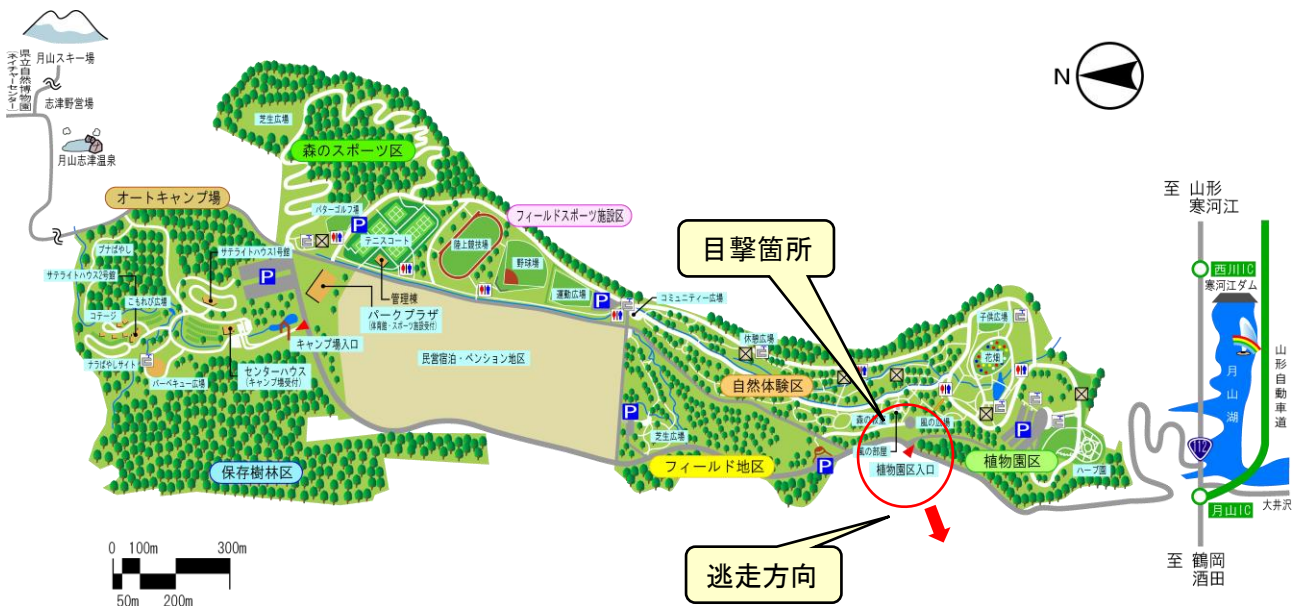 月山スキー場
県立自然博物園
(ネイチャーセンター)
志津野営場
月山志津温泉
N
芝生広場
森のスポーツ区
オートキャンプ場
パターゴルフ場
P
フィールドスポーツ施設区
テニスコート
陸上競技場
野球場
ブナばやし
サテライトハウス1号館
サテライトハウス2号館
こもれび広場
コテージ
P
管理棟
運動広場
P
コミュニティー広場
パークプラザ
(体育館・スポーツ施設受付)
キャンプ場入口
センターハウス
(キャンプ場受付)
ナラばやしサイト
バーベキュー広場
民営宿泊・ペンション地区
保存樹林区
目撃箇所
休憩広場
子供広場
花畑
自然体験区
P
芝生広場
フィールド地区
P
風の広場
風の部屋
植物園区入口
P
植物園区
ハーブ園
逃走方向
至 山形
寒河江
西川IC
寒河江ダム
月山湖
山形自動車道
112
月山IC
大井沢
至 鶴岡
酒田
0 100m 300m
50m 200m